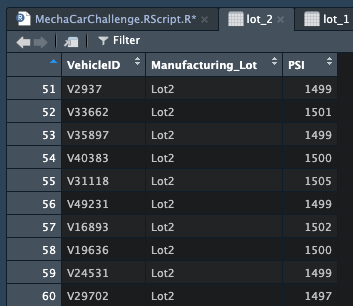 MechaCarChallenge.RScript.R* lot_2 lot_1
Filter
VehicleID Manufacturing_Lot PSI
51 V2937 Lot2 1499
52 V33662 Lot2 1501
53 V35897 Lot2 1499
54 V40383 Lot2 1500
55 V31118 Lot2 1505
56 V49231 Lot2 1499
57 V16893 Lot2 1502
58 V19636 Lot2 1500
59 V24531 Lot2 1499
60 V29702 Lot2 1497